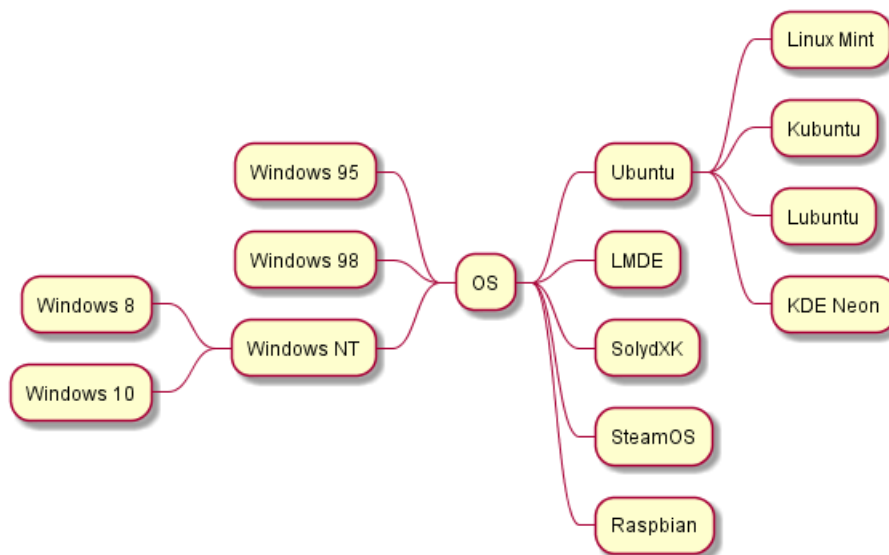 Linux Mint
Kubuntu
Windows 95
Ubuntu
Lubuntu
Windows 98
OS
LMDE
Windows 8
KDE Neon
Windows NT
SolydXK
Windows 10
SteamOS
Raspbian